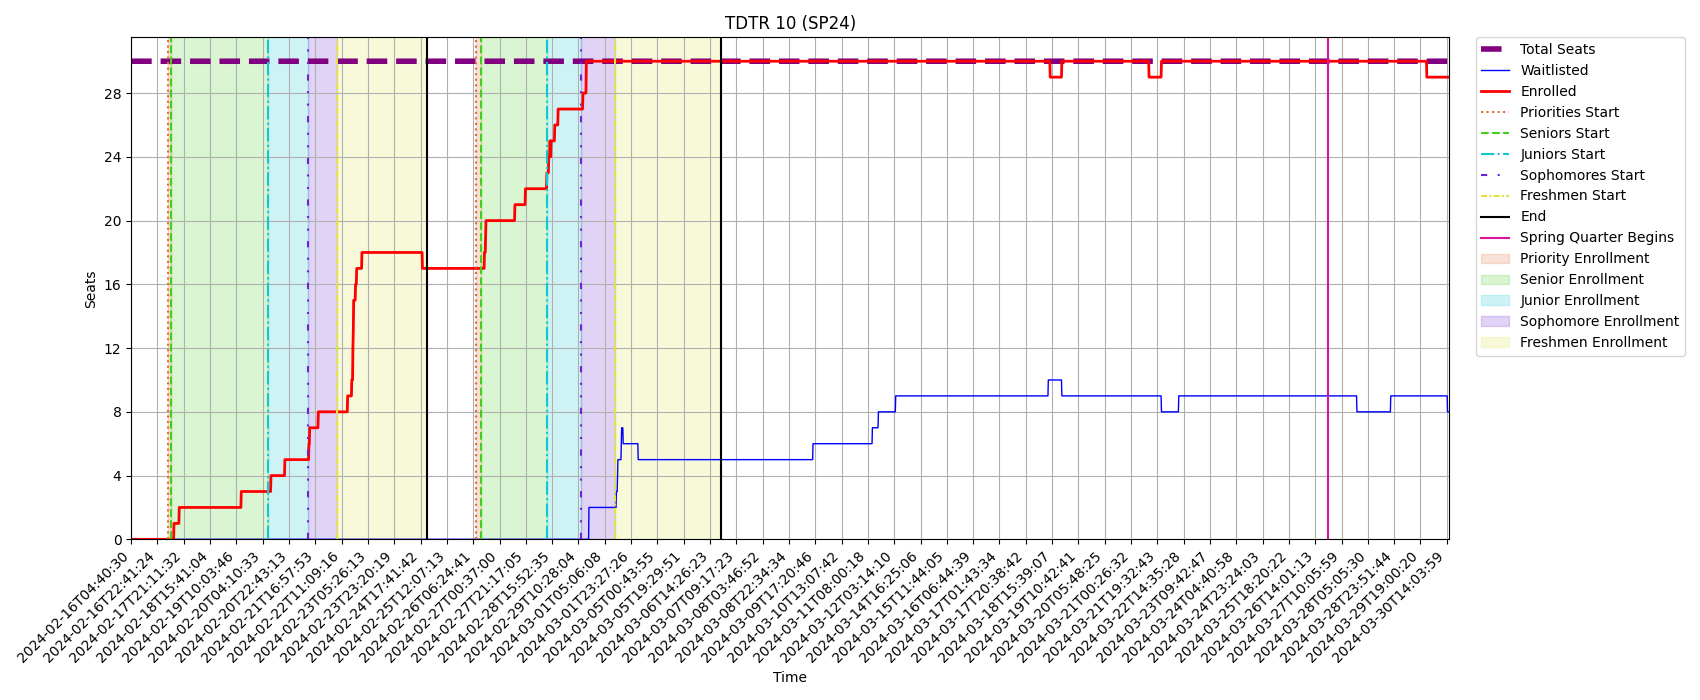 TDTR 10 (SP24)
Seats
28
24
20
16
12
8
4
0
2024-02-16T04:40:30
2024-02-16T22:41:24
2024-02-17T21:11:32
2024-02-18T15:41:04
2024-02-19T10:03:46
2024-02-20T04:10:33
2024-02-20T22:43:13
2024-02-21T16:57:53
2024-02-22T11:09:16
2024-02-23T05:26:13
2024-02-23T23:20:19
2024-02-24T17:41:42
2024-02-25T12:07:13
2024-02-26T06:24:41
2024-02-27T00:37:00
2024-02-27T21:17:05
2024-02-28T15:52:35
2024-02-29T10:28:04
2024-03-01T05:06:08
2024-03-01T23:27:26
2024-03-05T00:43:55
2024-03-05T19:29:51
2024-03-06T14:26:23
2024-03-07T09:17:23
2024-03-08T03:46:52
2024-03-08T22:34:34
2024-03-09T17:20:46
2024-03-10T13:07:42
2024-03-11T08:00:18
2024-03-12T03:14:10
2024-03-14T16:25:06
2024-03-15T11:44:05
2024-03-16T06:44:39
2024-03-17T01:43:34
2024-03-17T20:38:42
2024-03-18T15:39:07
2024-03-19T10:42:41
2024-03-20T05:48:25
2024-03-21T00:26:32
2024-03-21T19:32:43
2024-03-22T14:35:28
2024-03-23T09:42:47
2024-03-24T04:40:58
2024-03-24T23:24:03
2024-03-25T18:20:22
2024-03-26T14:01:13
2024-03-27T10:05:59
2024-03-28T05:05:30
2024-03-28T23:51:44
2024-03-29T19:00:20
2024-03-30T14:03:59
Time
Total Seats
Waitlisted
Enrolled
Priorities Start
Seniors Start
Juniors Start
Sophomores Start
Freshmen Start
End
Spring Quarter Begins
Priority Enrollment
Senior Enrollment
Junior Enrollment
Sophomore Enrollment
Freshmen Enrollment